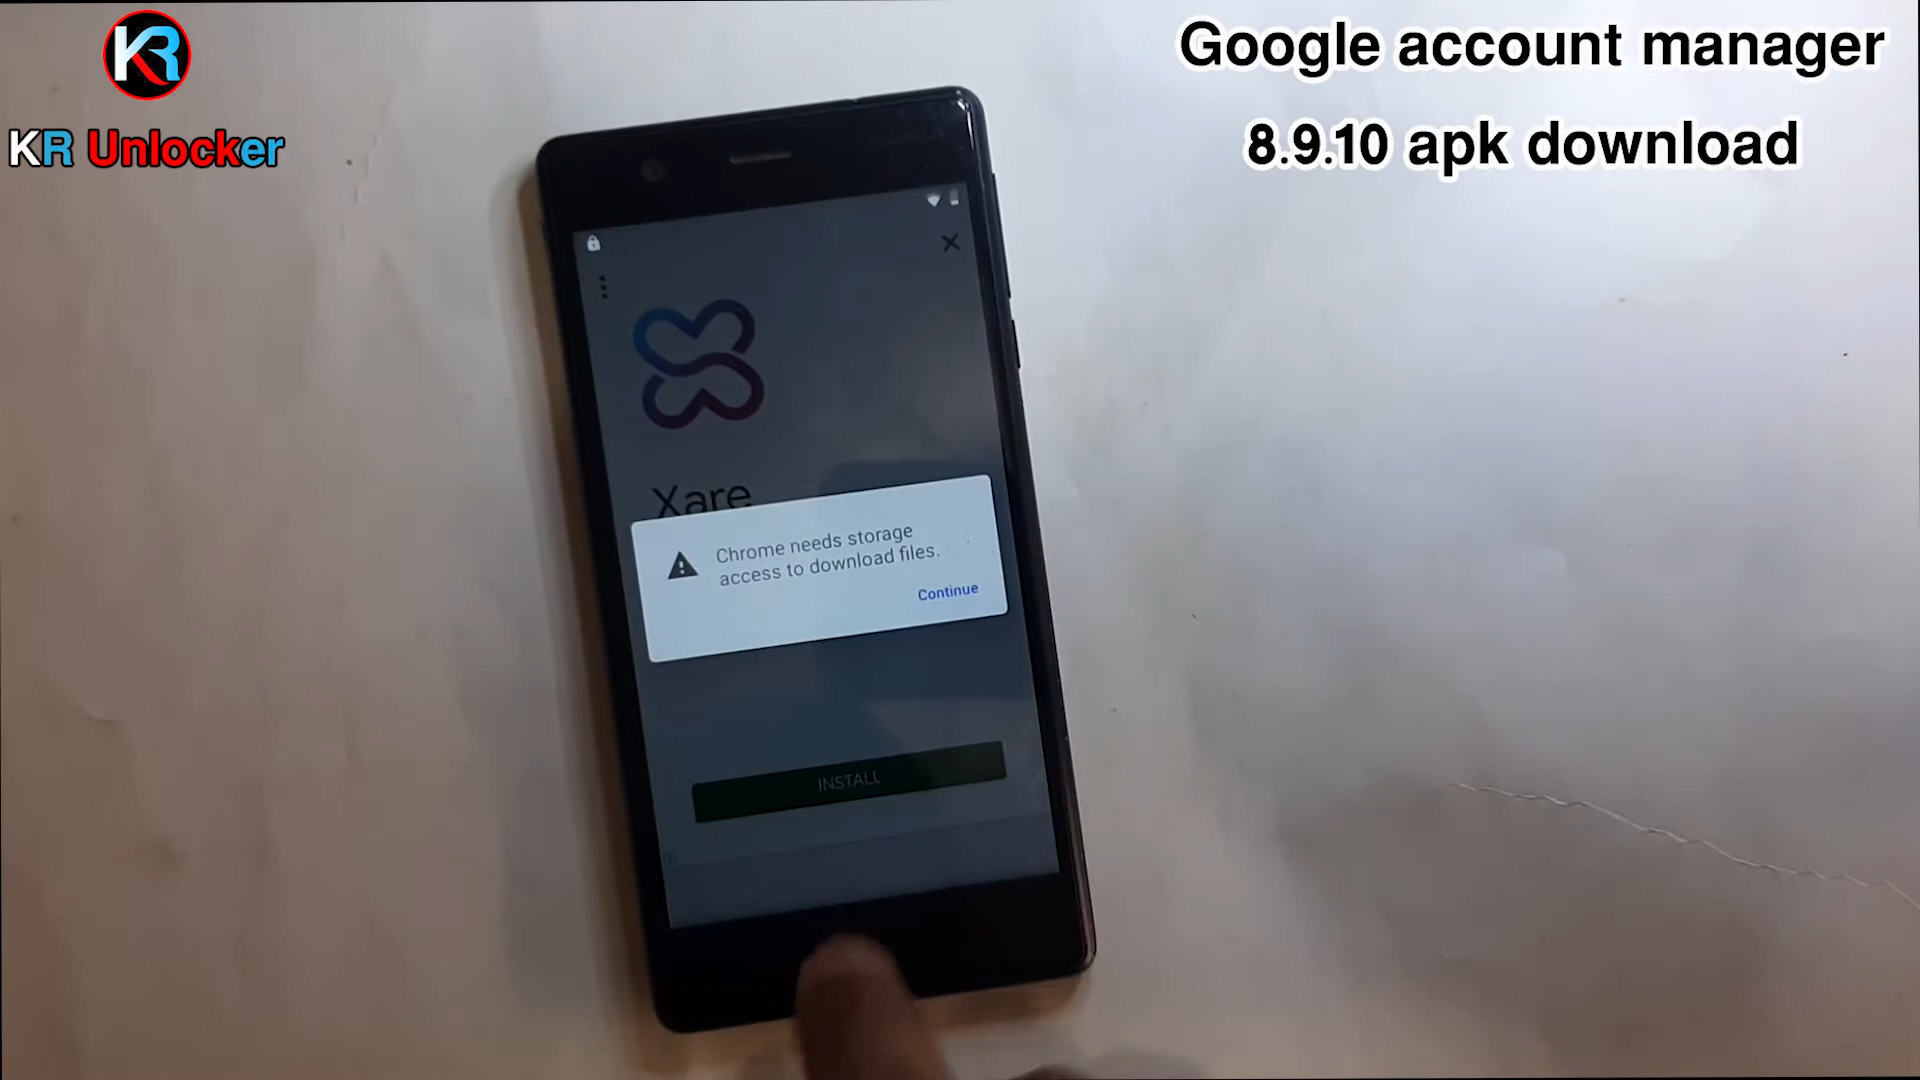 KR
KR Unlocker
Google account manager
8.9.10 apk download
Xare
Chrome needs storage
access to download files.
Continue
INSTALL